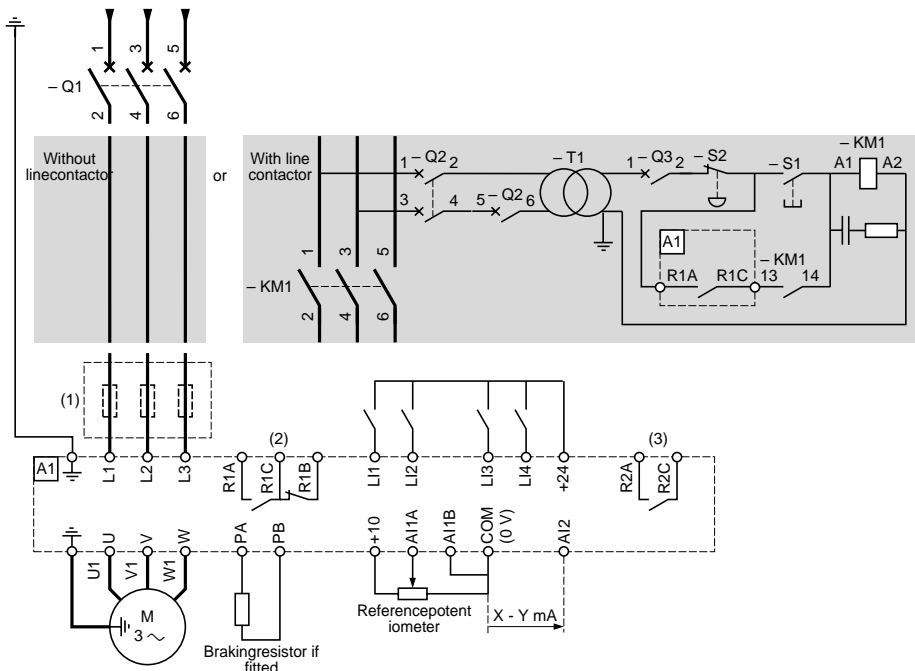 1
3
5
– Q1
2
4
6
Without
linecontactor
or
With line
contactor
1 – Q2 2
3 4 5 – Q2 6
– T1
1 – Q3 2 – S2
– S1
– KM1
A1 A2
A1
R1A R1C 13 – KM1 14
1
3
5
– KM1
2
4
6
(1)
(2)
(3)
A1
L1
L2
L3
R1A
R1C
R1B
LI1
LI2
LI3
LI4
+24
R2A
R2C
U
V
W
PA
PB
+10
AI1A
AI1B
COM
(0 V)
AI2
U1
V1
W1
M
3
Referencepotent
iometer
X - Y mA
Brakingresistor if
fitted